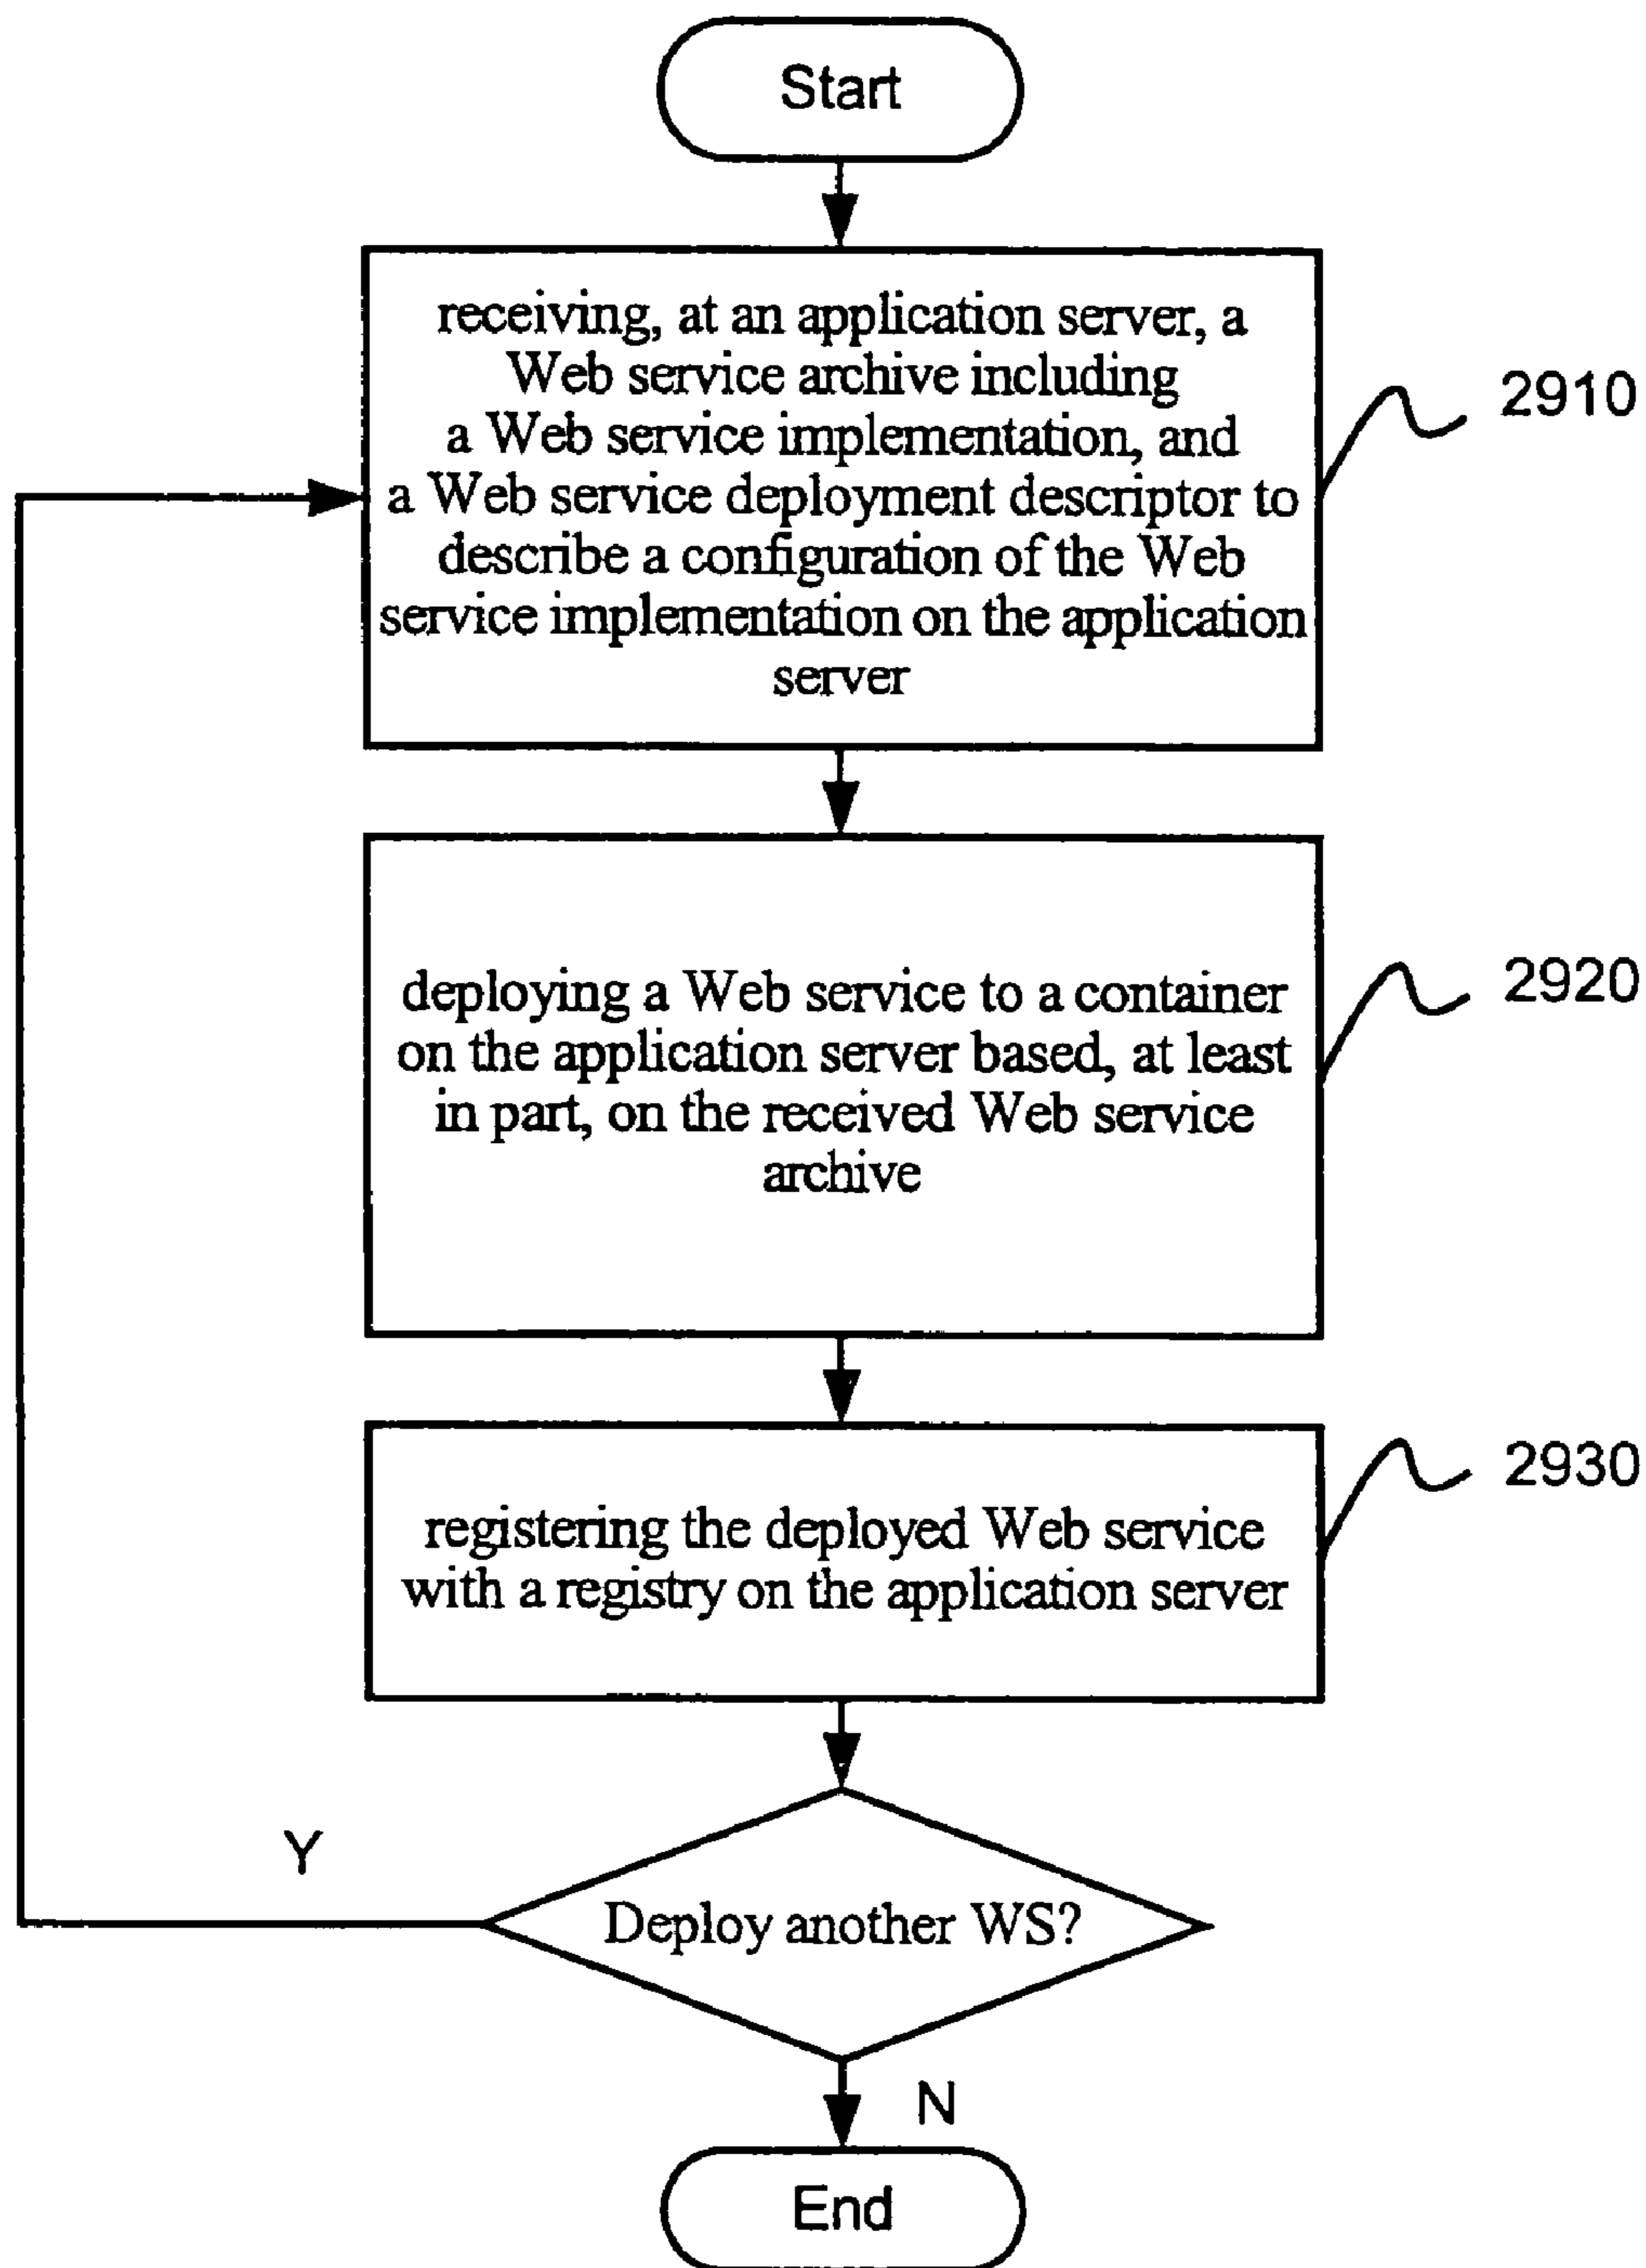 Start
receiving, at an application server, a
Web service archive including
a Web service implementation, and
a Web service deployment descriptor to
describe a configuration of the Web
service implementation on the application
server
2910
deploying a Web service to a container
on the application server based, at least
in part, on the received Web service
archive
2920
registering the deployed Web service
with a registry on the application server
2930
Y
Deploy another WS?
N
End